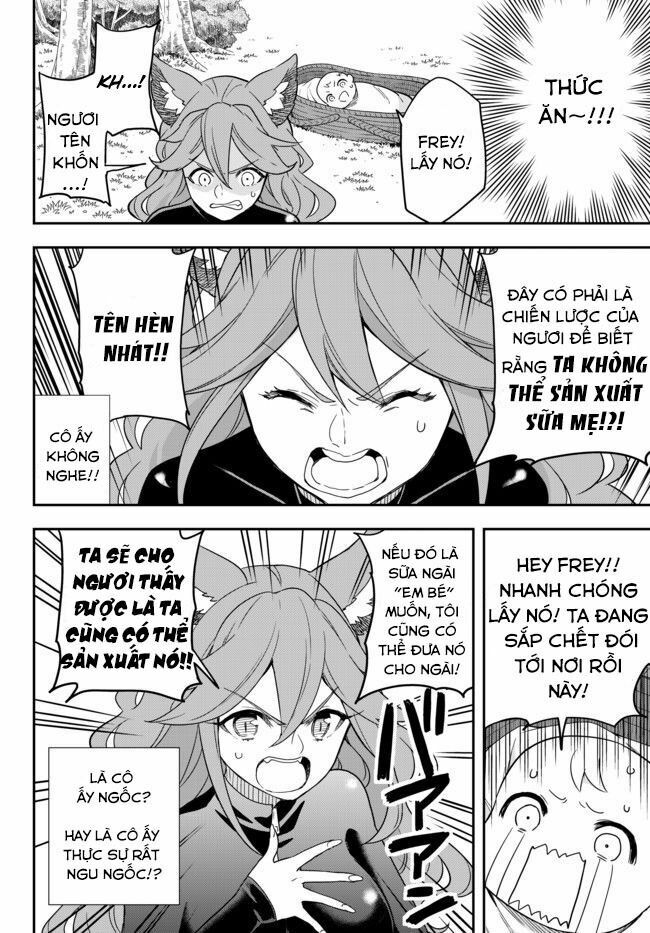 THỨC
ĂN~!!!
FREY!
LẤY NÓ!
KH...!
NGƯƠI
TÊN
KHỐN
...!
ĐÂY CÓ PHẢI LÀ
CHIẾN LƯỢC CỦA
NGƯƠI ĐỂ BIẾT
RẰNG TA KHÔNG
THỂ SẢN XUẤT
SỮA MẸ!?!
TÊN HÈN
NHÁT!!
CÔ ẤY
KHÔNG
NGHE!!
HEY FREY!!
NHANH CHÓNG
LẤY NÓ! TA ĐANG
SẮP CHẾT ĐÓI
TỚI NƠI RỒI
NÀY!
NẾU ĐÓ LÀ
SỮA NGÀI
“EM BÉ”
MUỐN, TÔI
CŨNG CÓ
THỂ ĐƯA NÓ
CHO NGÀI!
TA SẼ CHO
NGƯƠI THẤY
ĐƯỢC LÀ TA
CŨNG CÓ THỂ
SẢN XUẤT NÓ!!
ババアアーン
LÀ CÔ
ẤY NGỐC?
HAY LÀ CÔ ẤY
THỰC SỰ RẤT
NGU NGỐC!?